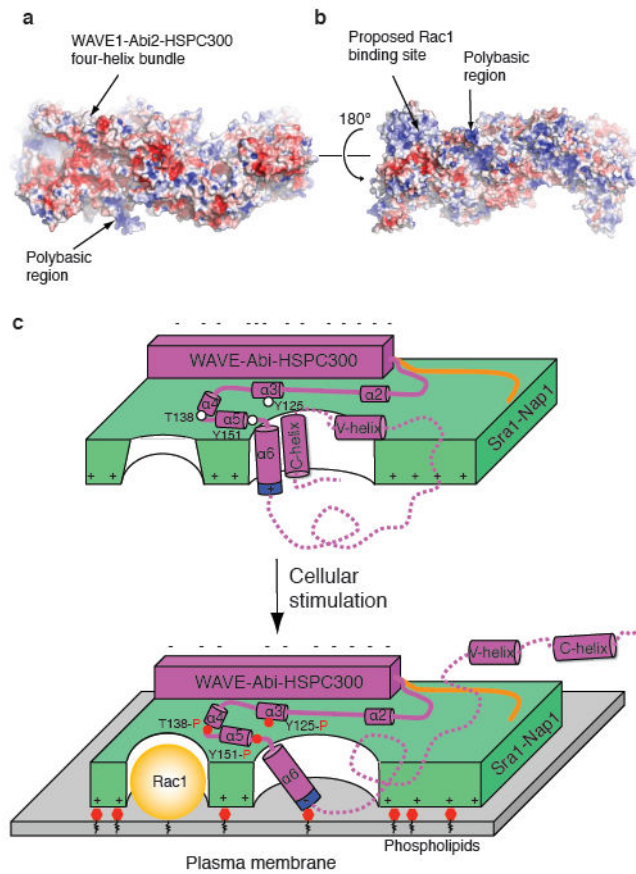 a
WAVE1-Abi2-HSPC300
four-helix bundle
Polybasic
region
b
Proposed Rac1
binding site
Polybasic
region
180°
c
- - - - - - - - - -
WAVE-Abi-HSPC300
α4
α3
α2
T138
Y125
α5
Y151
α6
C-helix
V-helix
Sra1-Nap1
+ + + + + + + +
+
Cellular
stimulation
- - - - - - - - - -
V-helix
C-helix
WAVE-Abi-HSPC300
α4
α3
α2
T138-P
Y125-P
α5
Y151-P
α6
Sra1-Nap1
Rac1
+ + + + + + +
Phospholipids
Plasma membrane